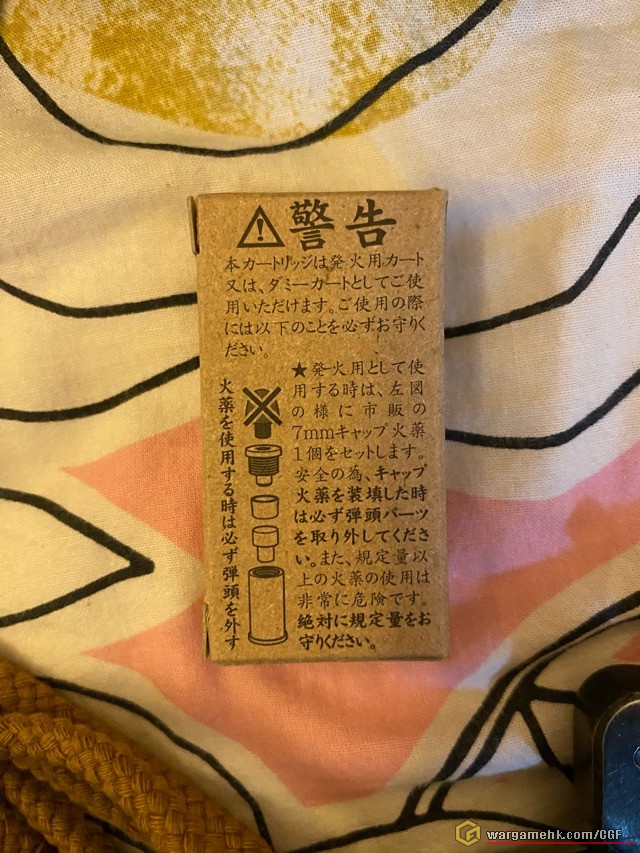 警告
本カートリッジは発火用カート
又は、ダミーカートとしてご使
用いただけます。ご使用の際
には以下のことを必ずお守りく
ださい。
★発火用として使
用する時は、左図
の様に市販の
7mmキャップ火薬
1個をセットします。
安全の為、キャップ
火薬を装填した時
は必ず弾頭パーツ
を取り外してくださ
い。また、規定量以
上の火薬の使用は
非常に危険です。
絶対に規定量をお
守りください。
火薬を使用する時は必ず弾頭を外す
wargamehk.com/CGF